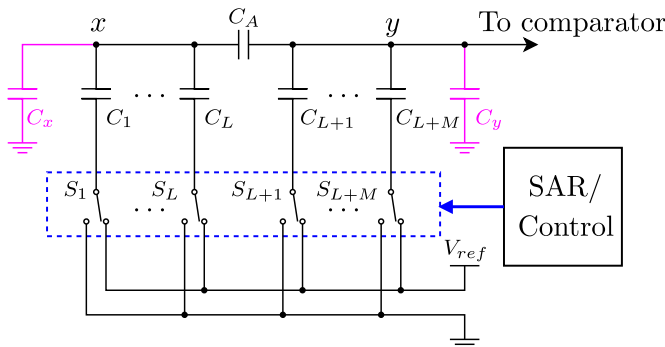 x C_A y To comparator
C_x C_1 ... C_L C_{L+1} ... C_{L+M} C_y
S_1 ... S_L S_{L+1} ... S_{L+M} SAR/
Control
V_{ref}